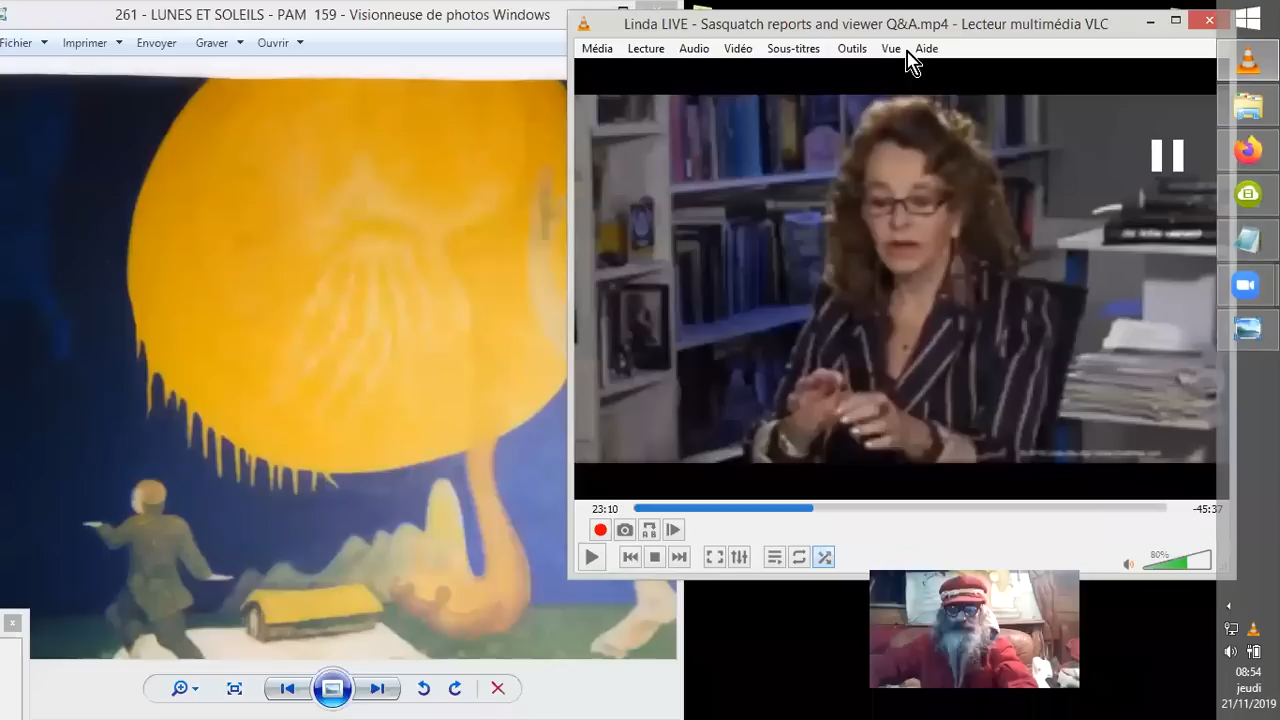 261 - LUNES ET SOLEILS - PAM 159 - Visionneuse de photos Windows
Fichier Imprimer Envoyer Graver Ouvrir
Linda LIVE - Sasquatch reports and viewer Q&A.mp4 - Lecteur multimédia VLC
Média Lecture Audio Vidéo Sous-titres Outils Vue Aide
23:10
-45:37
80%
08:54
jeudi
21/11/2019